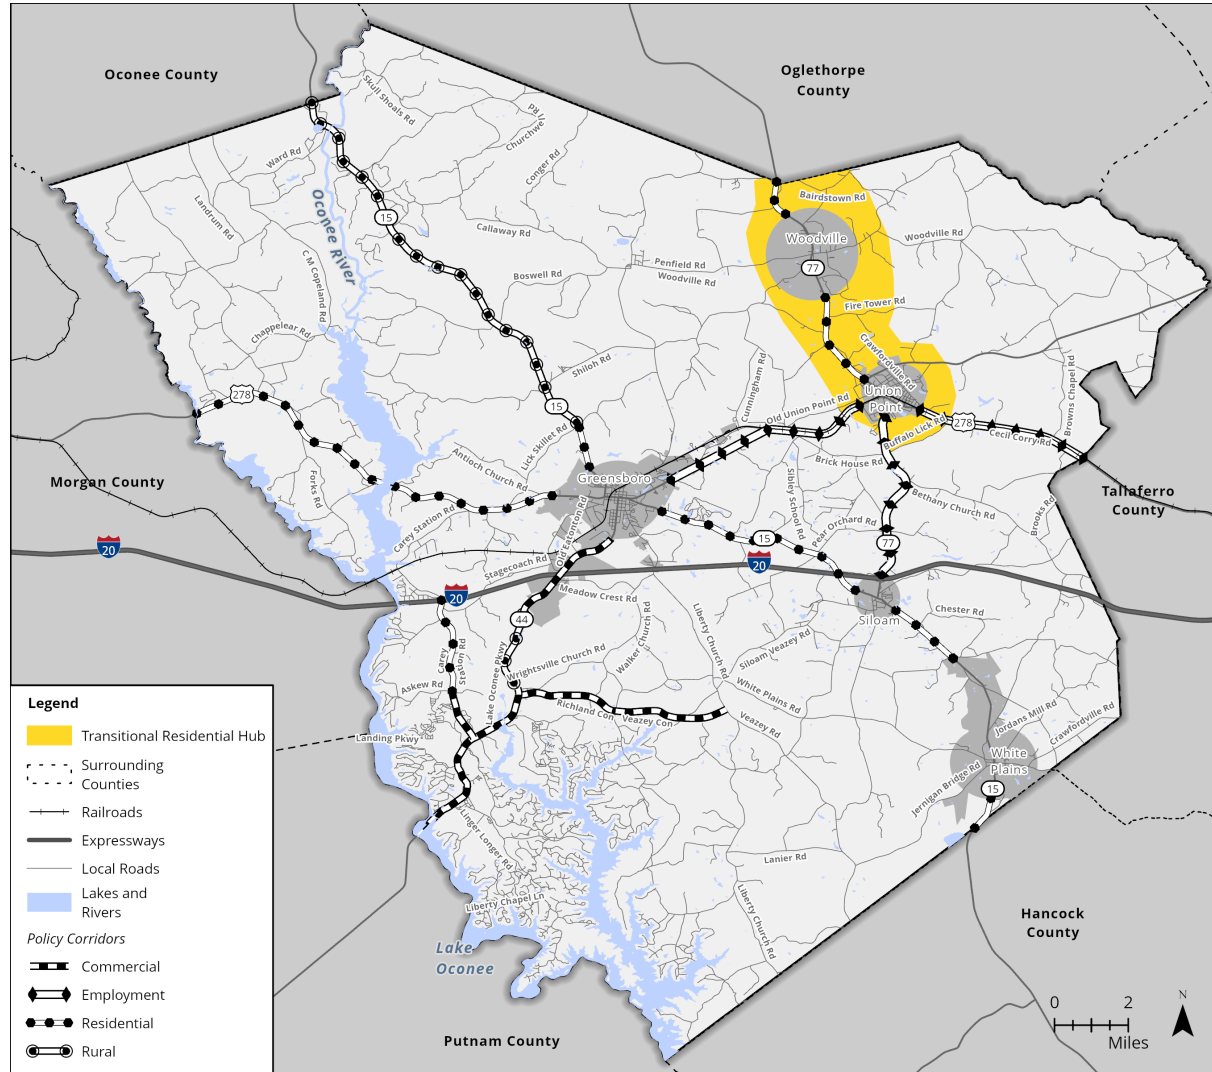 Oconee County
Oglethorpe
County
Skull Shoals Rd
Churchwell Rd
Conger Rd
Ward Rd
Landrum Rd
Oconee River
15
C M Copeland Rd
Callaway Rd
Boswell Rd
Penfield Rd
Woodville Rd
Bairdstown Rd
Woodville
77
Woodville Rd
Fire Tower Rd
Chappelear Rd
Shiloh Rd
Crawfordville Rd
Cunningham Rd
Browns Chapel Rd
278
15
Union
Point
Old Union Point Rd
278
Buffalo Lick Rd
Cecil Corry Rd
Lick Skillet Rd
Antioch Church Rd
Greensboro
Brick House Rd
Sibley School Rd
Morgan County
Forks Rd
Bethany Church Rd
Brooks Rd
Tallaferro
County
Carey Station Rd
Old Eatonton Rd
Pear Orchard Rd
15
77
20
Stagecoach Rd
20
20
Meadow Crest Rd
Siloam
Chester Rd
44
Liberty Church Rd
Walker Church Rd
Siloam Veazey Rd
Carey
Station Rd
Lake Oconee Pkwy
Wrightsville Church Rd
Askew Rd
White Plains Rd
Richland Con
Veazey Con
Veazey Rd
Jordans Mill Rd
Crawfordville Rd
Landing Pkwy
White
Plains
Jernigan Bridge Rd
15
Linger Longer Rd
Lanier Rd
Liberty Church Rd
Liberty Chapel Ln
Lake
Oconee
Hancock
County
Putnam County
Legend
Transitional Residential Hub
Surrounding
Counties
Railroads
Expressways
Local Roads
Lakes and
Rivers
Policy Corridors
Commercial
Employment
Residential
Rural
0 2
Miles
N